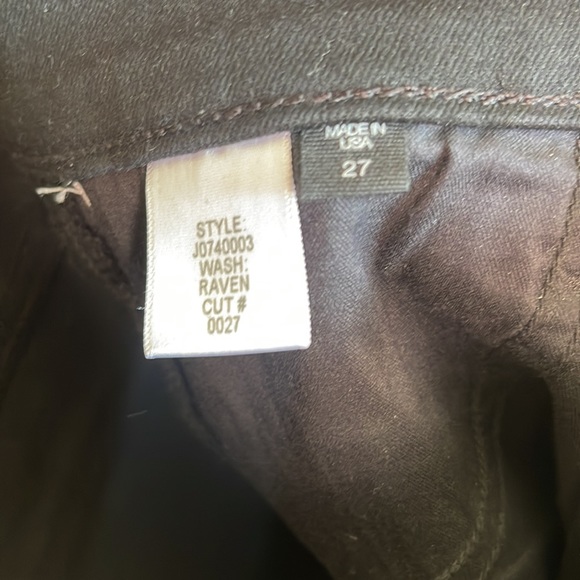 MADE IN
USA
27
STYLE:
J0740003
WASH:
RAVEN
CUT #
0027